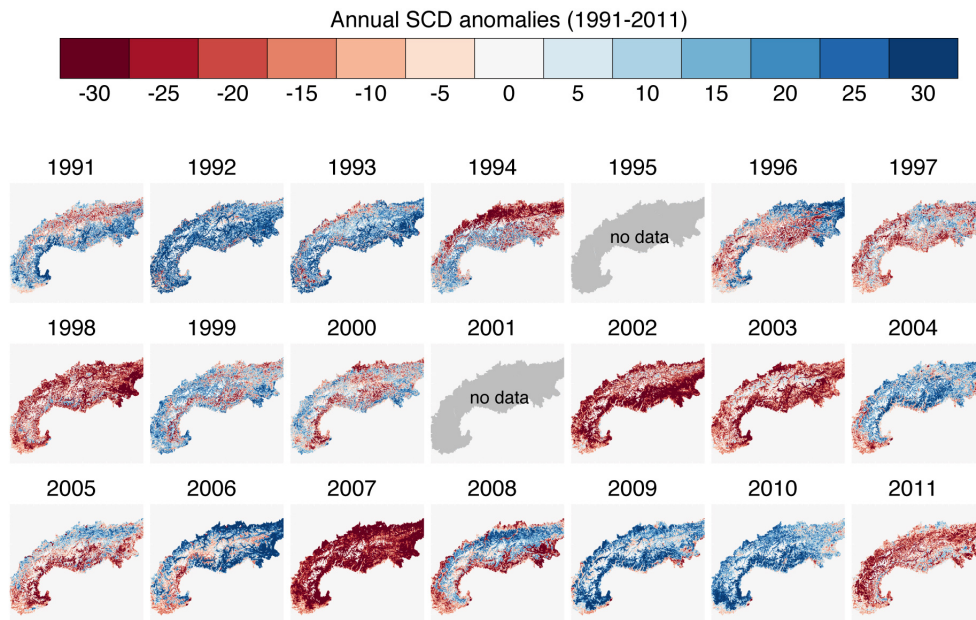 Annual SCD anomalies (1991-2011)
-30 -25 -20 -15 -10 -5 0 5 10 15 20 25 30
1991 1992 1993 1994 1995 1996 1997
no data
1998 1999 2000 2001 2002 2003 2004
no data
2005 2006 2007 2008 2009 2010 2011